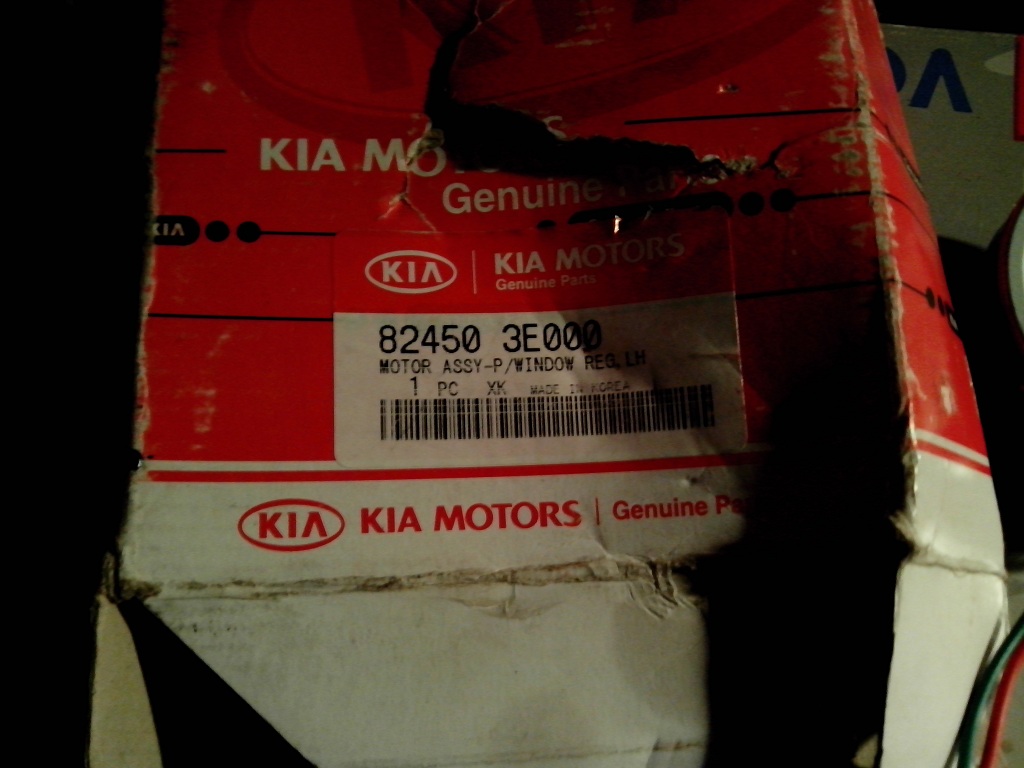 KIA MOTORS
Genuine Parts
KIA
KIA KIA MOTORS
Genuine Parts
82450 3E000
MOTOR ASSY-P/WINDOW REG,LH
1 PC XK MADE IN KOREA
KIA KIA MOTORS Genuine Pa